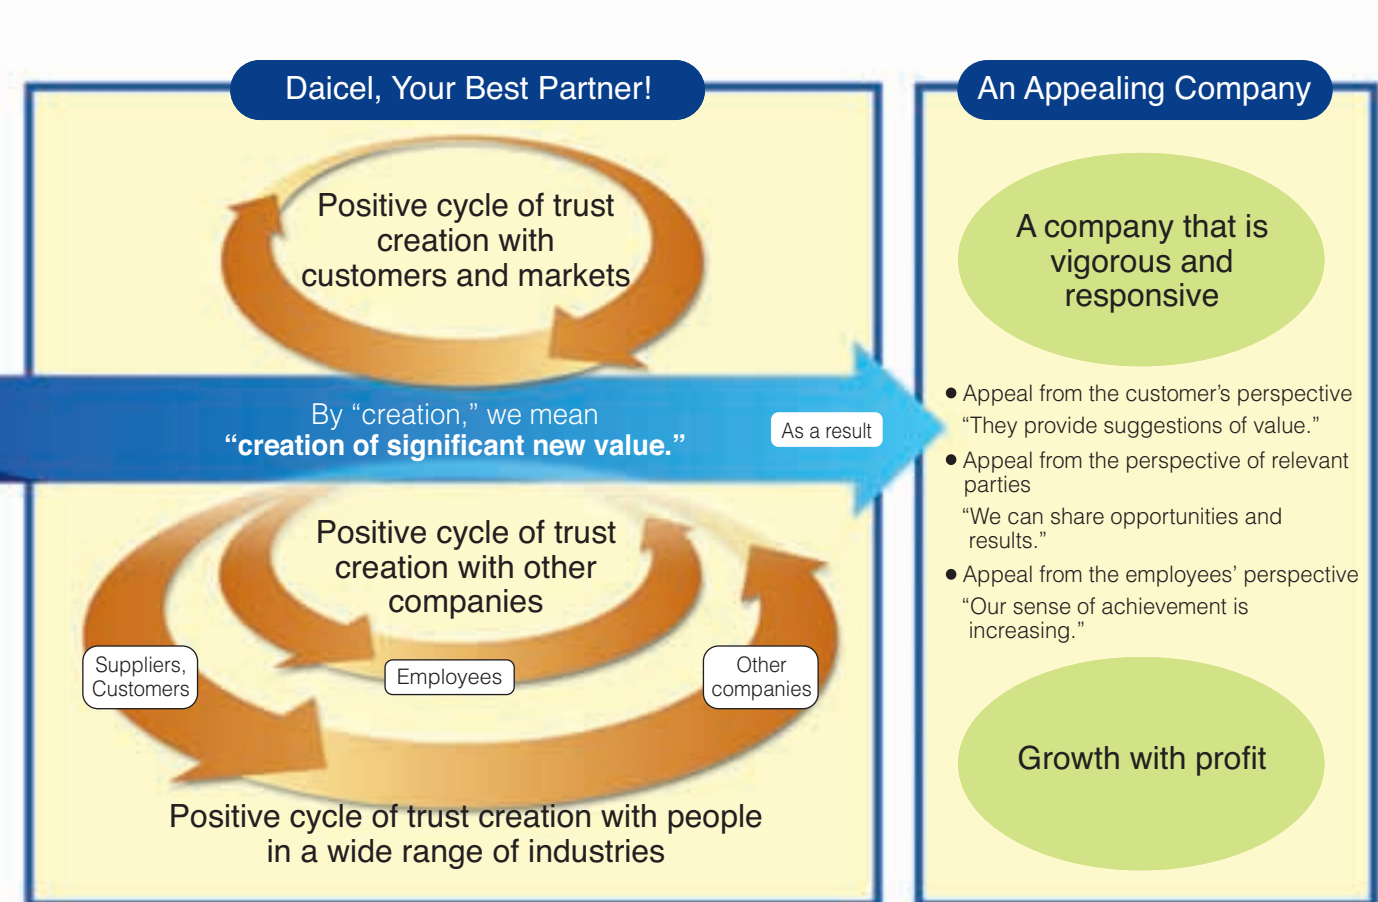 Daicel, Your Best Partner!
Positive cycle of trust
creation with
customers and markets
By “creation,” we mean
“creation of significant new value.”
As a result
Positive cycle of trust
creation with other
companies
Suppliers,
Customers
Employees
Other
companies
Positive cycle of trust creation with people
in a wide range of industries
An Appealing Company
A company that is
vigorous and
responsive
● Appeal from the customer’s perspective
“They provide suggestions of value.”
● Appeal from the perspective of relevant
parties
“We can share opportunities and
results.”
● Appeal from the employees’ perspective
“Our sense of achievement is
increasing.”
Growth with profit